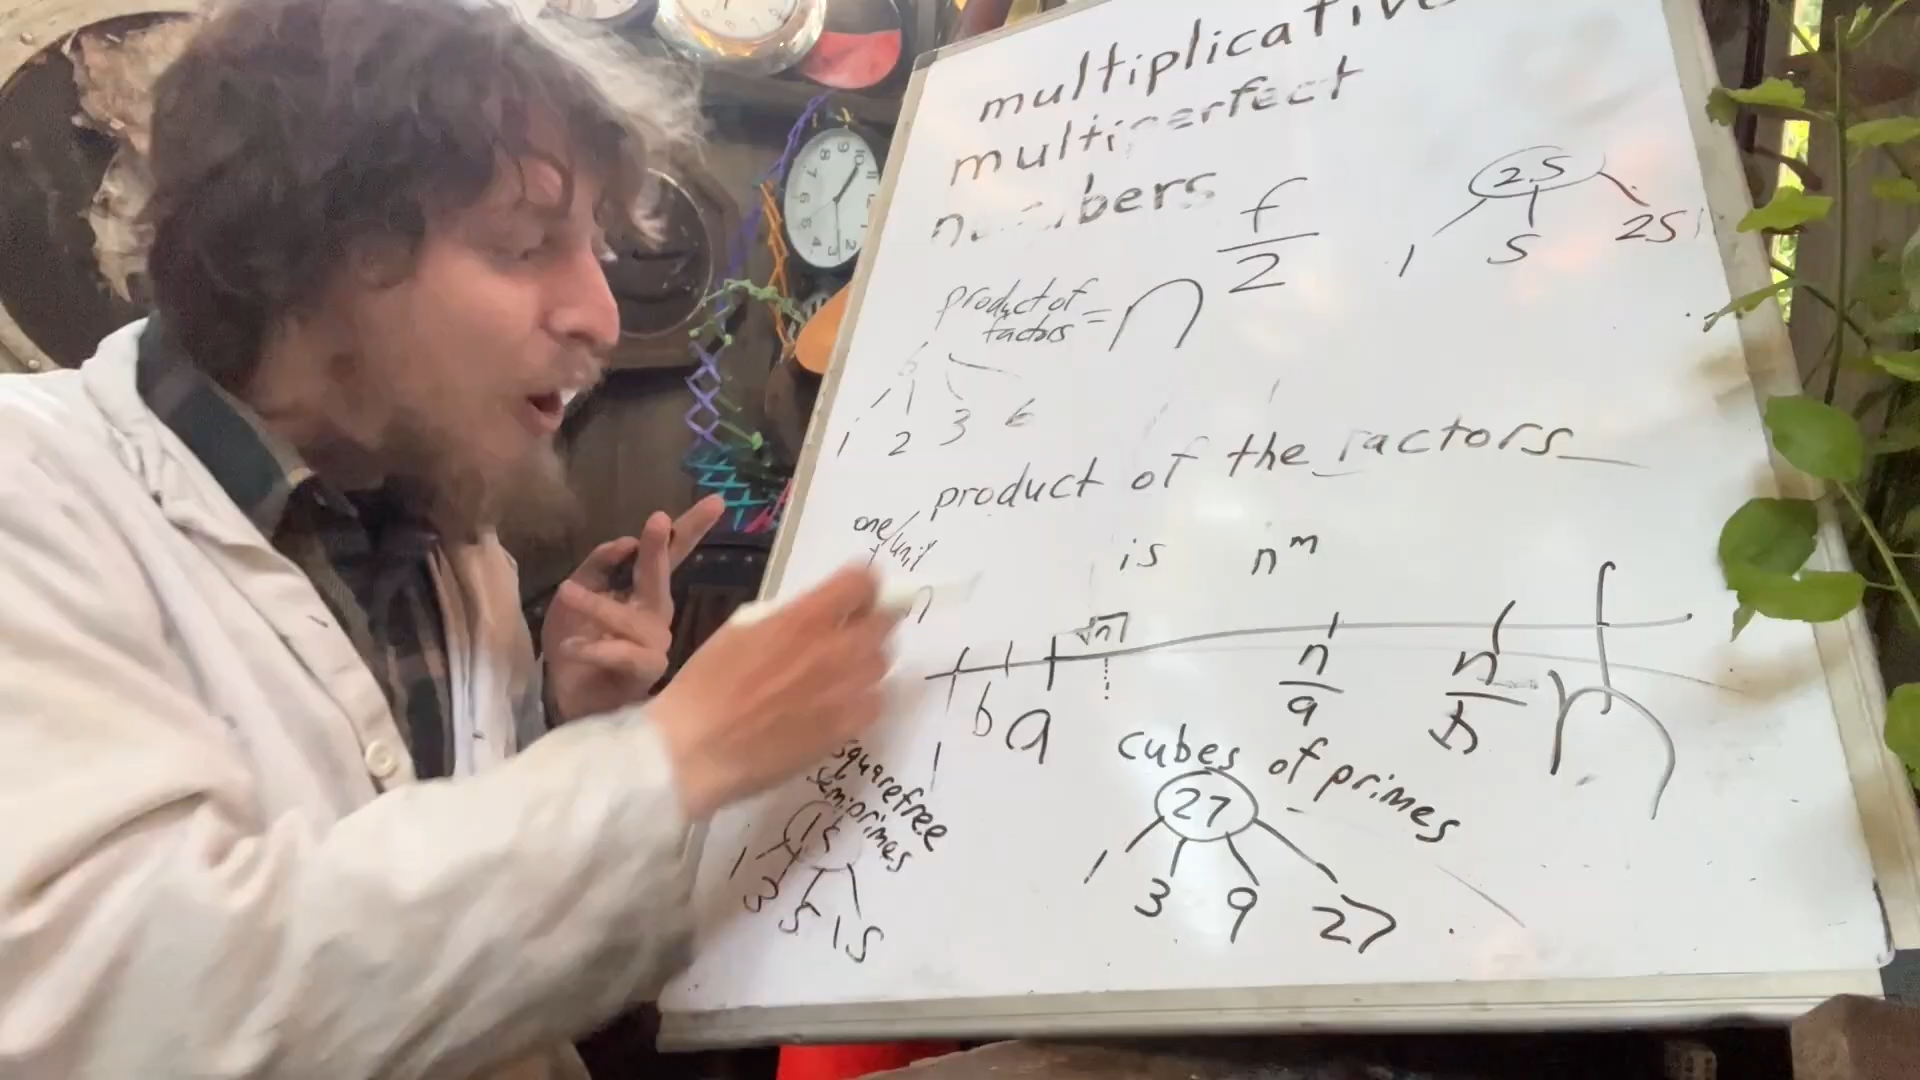 multiplicative
multiperfect
numbers
product of
factors = n
f
2
25
1 5 25
6
1 2 3 6
product of the factors
one/unit
is n^m
n
√n
1 b a
n
a
n
b
n
squarefree
semiprimes
15
1 3 5 15
cubes of primes
27
1 3 9 27